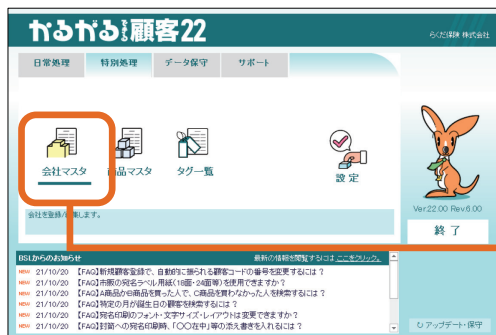 かるがるできる顧客22
らくだ保険 株式会社
日常処理 特別処理 データ保守 サポート
会社マスタ 商品マスタ タグ一覧 設定
会社を登録/編集します。
Ver.22.00 Rev.6.00
終了
BSLからのお知らせ 最新の情報を閲覧するにはここをクリック。
NEW 21/10/20 【FAQ】新規顧客登録で、自動的に振られる顧客コードの番号を変更するには？
NEW 21/10/20 【FAQ】市販の宛名ラベル用紙(18面・24面等)を使用できますか？
NEW 21/10/20 【FAQ】A商品かB商品を買った人で、C商品を買わなかった人を検索するには？
NEW 21/10/20 【FAQ】特定の月が誕生日の顧客を検索するには？
NEW 21/10/20 【FAQ】宛名印刷のフォント・文字サイズ・レイアウトは変更できますか？
NEW 21/10/20 【FAQ】封筒への宛名印刷時、「〇〇在中」等の添え書きを入れるには？
アップデート・保守